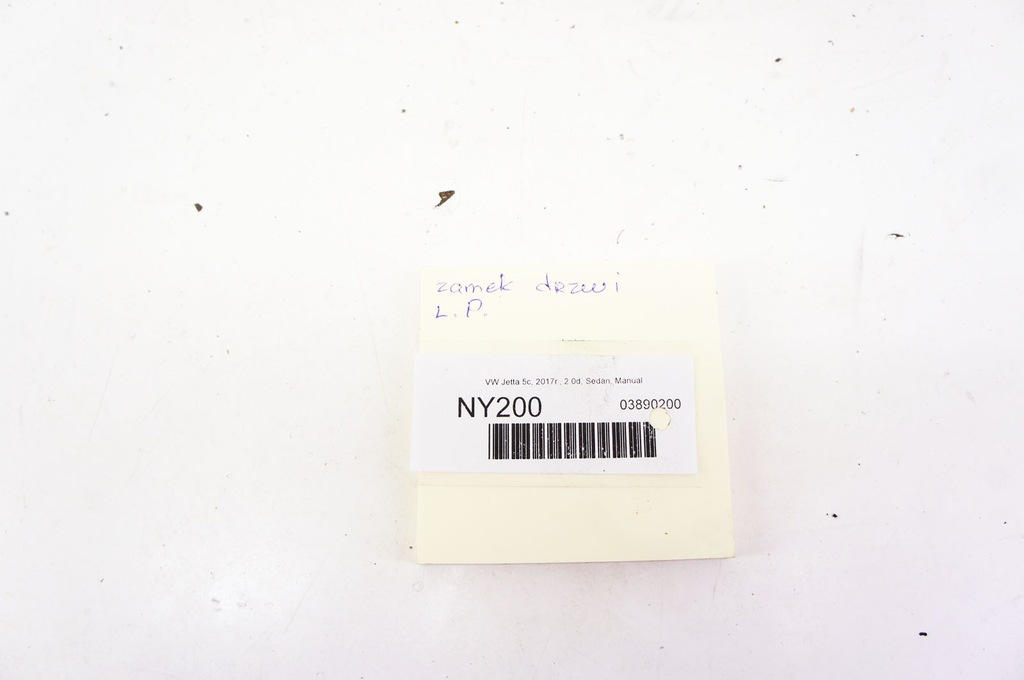 zamek drzwi
L.P.
VW Jetta 5c, 2017r., 2.0d, Sedan, Manual
NY200 03890200